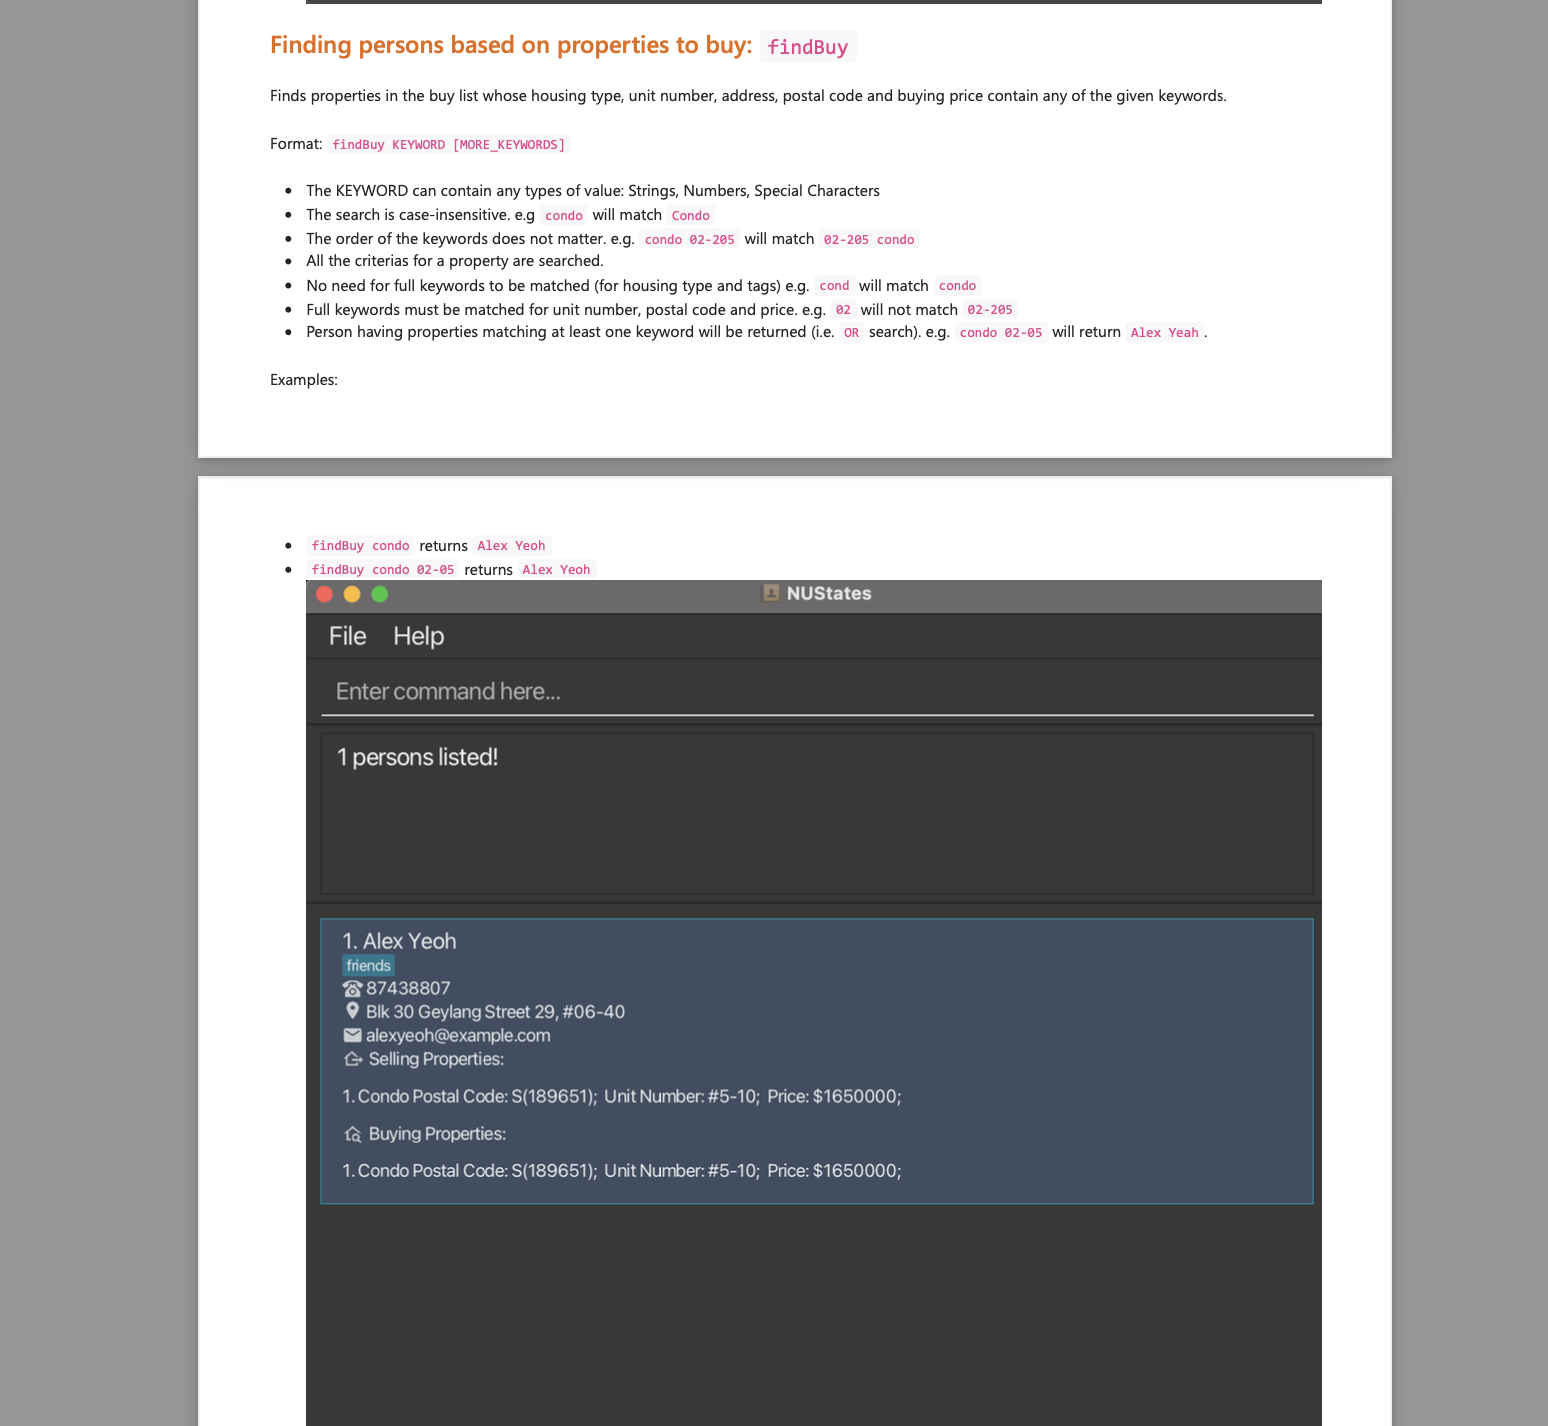 Finding persons based on properties to buy: findBuy
Finds properties in the buy list whose housing type, unit number, address, postal code and buying price contain any of the given keywords.
Format: findBuy KEYWORD [MORE_KEYWORDS]
• The KEYWORD can contain any types of value: Strings, Numbers, Special Characters
• The search is case-insensitive. e.g condo will match Condo
• The order of the keywords does not matter. e.g. condo 02-205 will match 02-205 condo
• All the criterias for a property are searched.
• No need for full keywords to be matched (for housing type and tags) e.g. cond will match condo
• Full keywords must be matched for unit number, postal code and price. e.g. 02 will not match 02-205
• Person having properties matching at least one keyword will be returned (i.e. OR search). e.g. condo 02-05 will return Alex Yeah .
Examples:
• findBuy condo returns Alex Yeoh
• findBuy condo 02-05 returns Alex Yeoh
NUStates
File Help
Enter command here...
1 persons listed!
1. Alex Yeoh
friends
87438807
Blk 30 Geylang Street 29, #06-40
alexyeoh@example.com
Selling Properties:
1. Condo Postal Code: S(189651); Unit Number: #5-10; Price: $1650000;
Buying Properties:
1. Condo Postal Code: S(189651); Unit Number: #5-10; Price: $1650000;